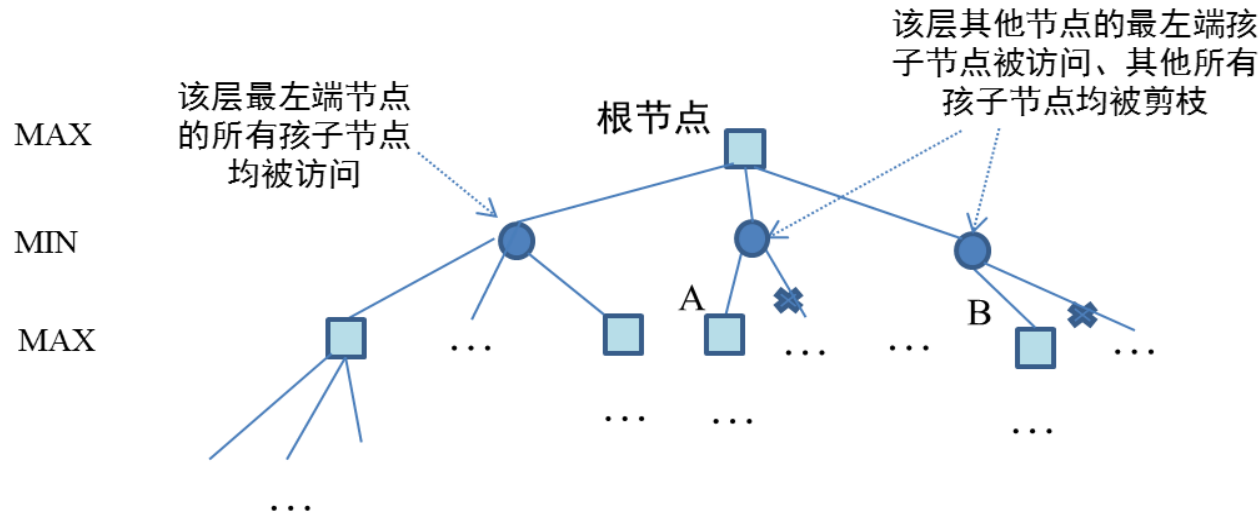 该层其他节点的最左端孩
子节点被访问、其他所有
孩子节点均被剪枝
该层最左端节点
的所有孩子节点
均被访问
MAX
根节点
MIN
A
B
MAX
…
…
…
…
…
…
…
…